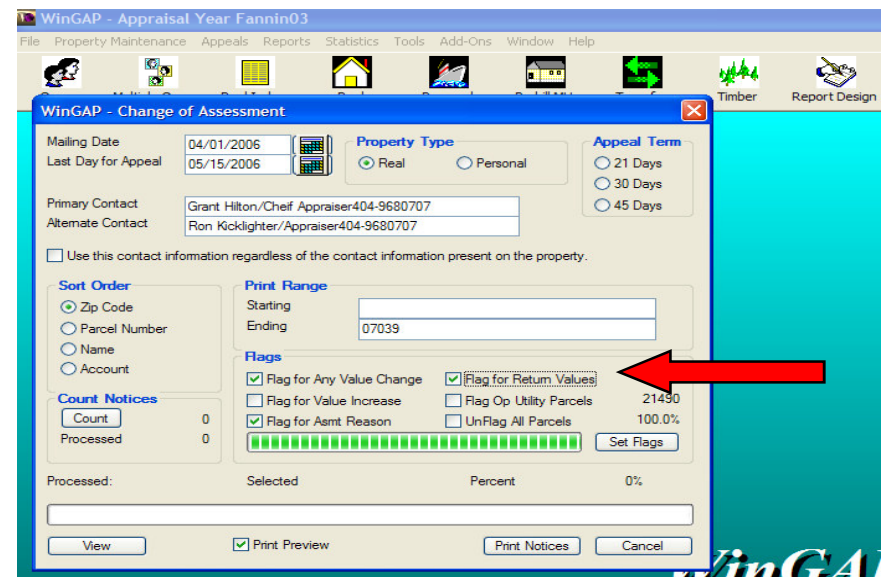 WinGAP - Appraisal Year Fannin03
File Property Maintenance Appeals Reports Statistics Tools Add-Ons Window Help
Timber Report Design
WinGAP - Change of Assessment
Mailing Date 04/01/2006
Last Day for Appeal 05/15/2006
Property Type
Real Personal
Appeal Term
21 Days
30 Days
45 Days
Primary Contact Grant Hilton/Cheif Appraiser404-9680707
Alternate Contact Ron Kicklighter/Appraiser404-9680707
Use this contact information regardless of the contact information present on the property.
Sort Order
Zip Code
Parcel Number
Name
Account
Print Range
Starting
Ending 07039
Flags
Flag for Any Value Change Flag for Return Values
Flag for Value Increase Flag Op Utility Parcels 21490
Flag for Asmt Reason UnFlag All Parcels 100.0%
Set Flags
Count Notices
Count 0
Processed 0
Processed: Selected Percent 0%
View Print Preview Print Notices Cancel